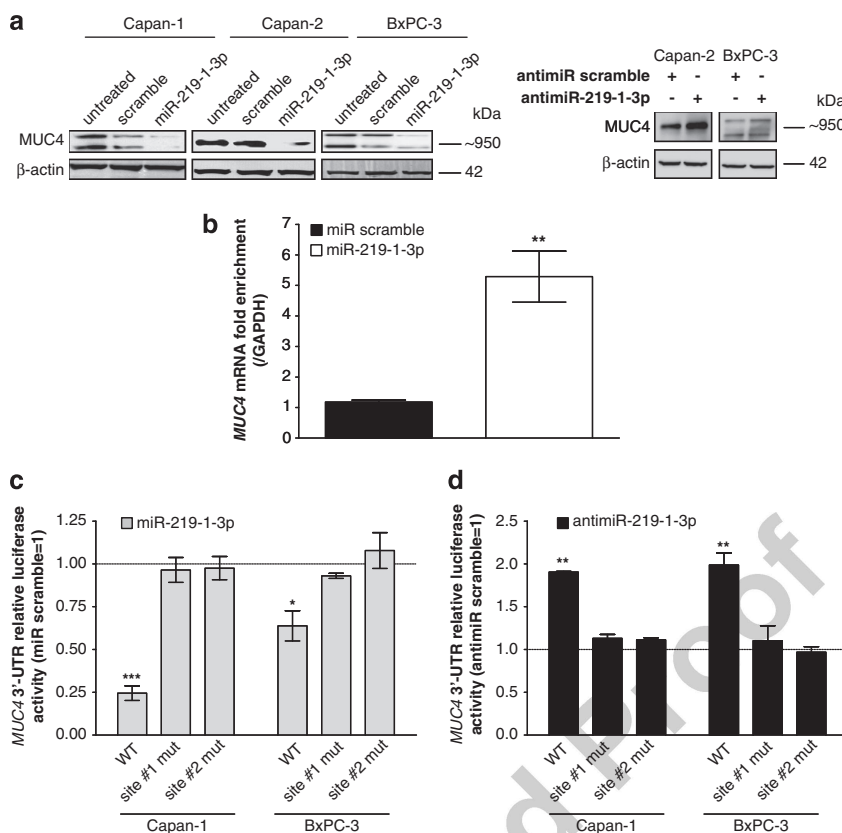 a
Capan-1 Capan-2 BxPC-3
untreated scramble miR-219-1-3p untreated scramble miR-219-1-3p untreated scramble miR-219-1-3p kDa
MUC4 ~950
β-actin 42
Capan-2 BxPC-3
antimiR scramble + - + -
antimiR-219-1-3p - + - + kDa
MUC4 ~950
β-actin 42
b
MUC4 mRNA fold enrichment
(/GAPDH)
7
6
5
4
3
2
1
0
miR scramble
miR-219-1-3p
**
c
MUC4 3'-UTR relative luciferase
activity (miR scramble=1)
1.25
1.00
0.75
0.50
0.25
0.00
miR-219-1-3p
***
*
WT site #1 mut site #2 mut WT site #1 mut site #2 mut
Capan-1 BxPC-3
d
MUC4 3'-UTR relative luciferase
activity (antimiR scramble=1)
2.5
2.0
1.5
1.0
0.5
0.0
antimiR-219-1-3p
**
**
WT site #1 mut site #2 mut WT site #1 mut site #2 mut
Capan-1 BxPC-3
d Proof